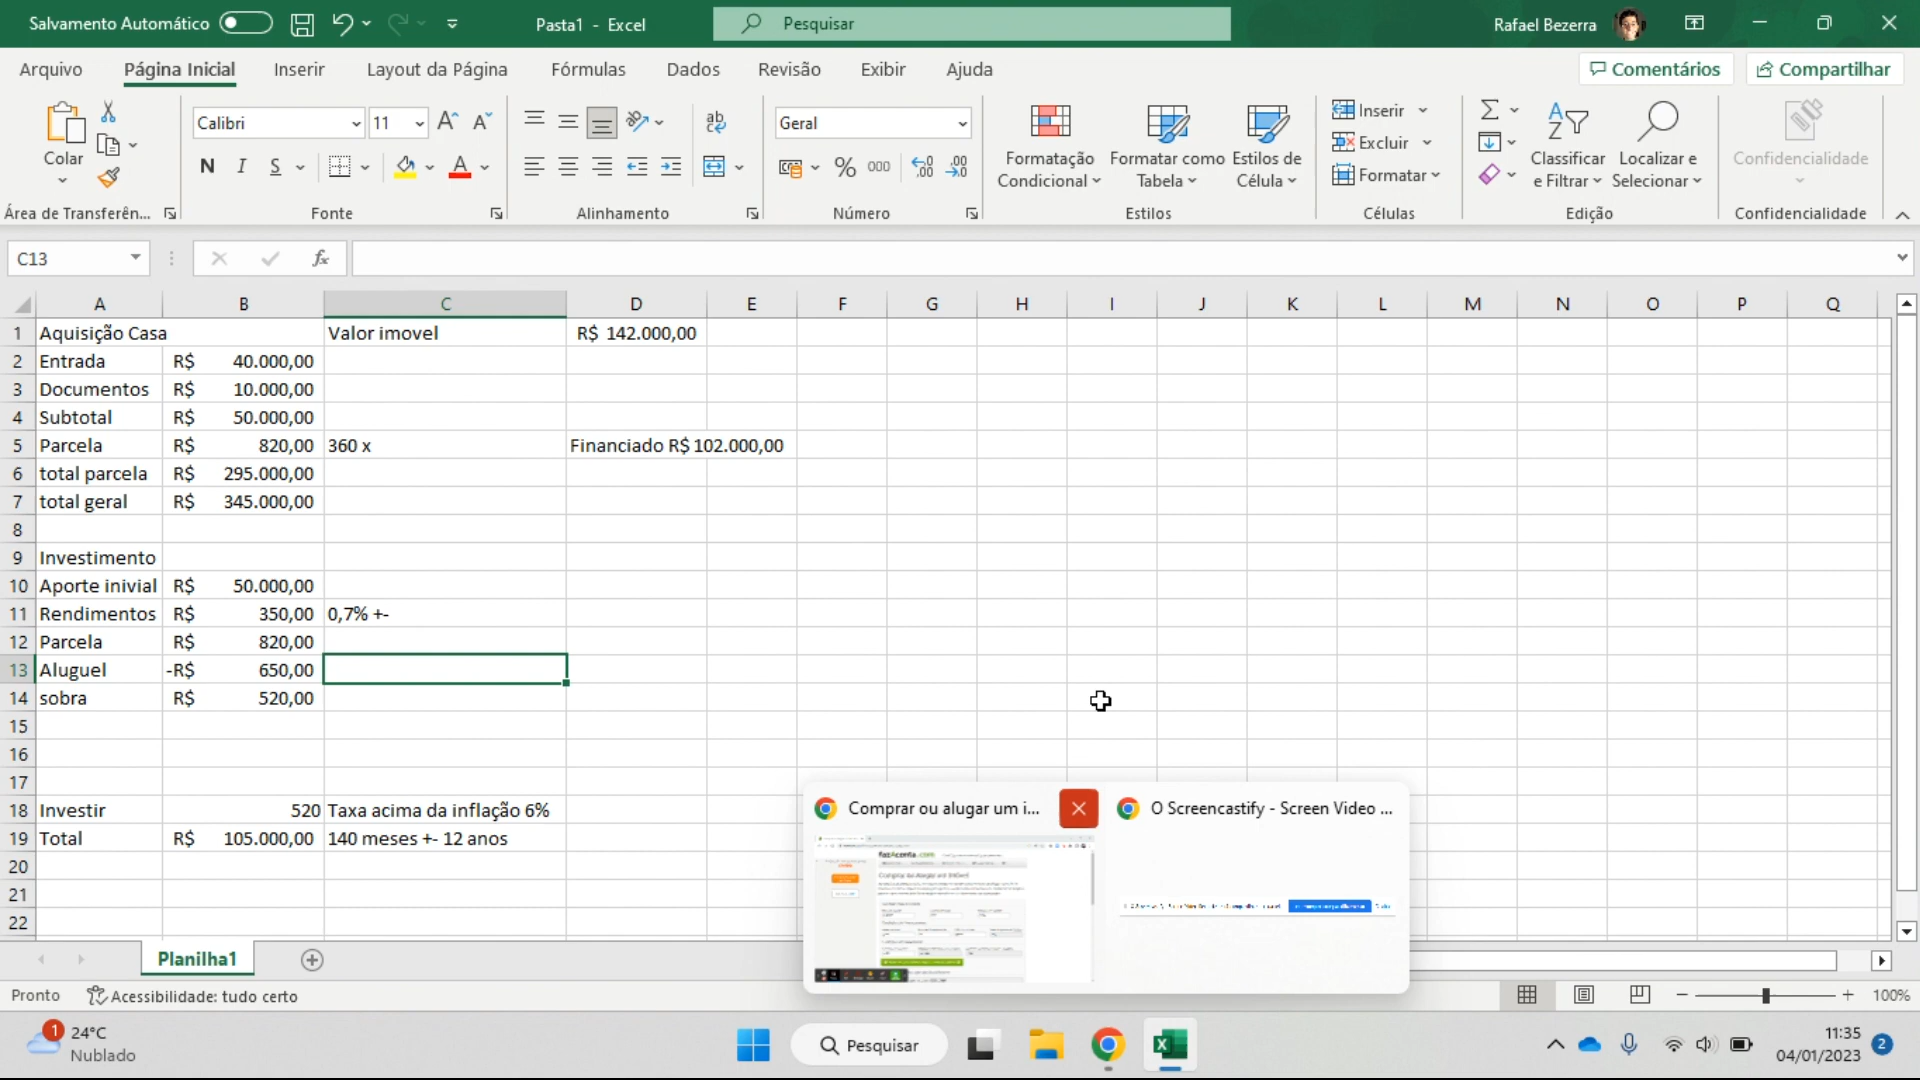 Salvamento Automático
Pasta1 - Excel
Pesquisar
Rafael Bezerra
Arquivo Página Inicial Inserir Layout da Página Fórmulas Dados Revisão Exibir Ajuda
Comentários Compartilhar
Colar
Área de Transferên...
Calibri 11
N I S
Fonte
ab
Alinhamento
Geral
% 000
Número
Formatação Condicional
Formatar como Tabela
Estilos de Célula
Estilos
Inserir
Excluir
Formatar
Células
Classificar e Filtrar
Localizar e Selecionar
Edição
Confidencialidade
Confidencialidade
C13
fx
A B C D E F G H I J K L M N O P Q
1 Aquisição Casa Valor imovel R$ 142.000,00
2 Entrada R$ 40.000,00
3 Documentos R$ 10.000,00
4 Subtotal R$ 50.000,00
5 Parcela R$ 820,00 360 x Financiado R$ 102.000,00
6 total parcela R$ 295.000,00
7 total geral R$ 345.000,00
8
9 Investimento
10 Aporte inivial R$ 50.000,00
11 Rendimentos R$ 350,00 0,7% +-
12 Parcela R$ 820,00
13 Aluguel -R$ 650,00
14 sobra R$ 520,00
15
16
17
18 Investir 520 Taxa acima da inflação 6%
19 Total R$ 105.000,00 140 meses +- 12 anos
20
21
22
Comprar ou alugar um i...
O Screencastify - Screen Video ...
fazAconta.com
Planilha1
Pronto
Acessibilidade: tudo certo
100%
1
24°C
Nublado
Pesquisar
11:35
04/01/2023
2